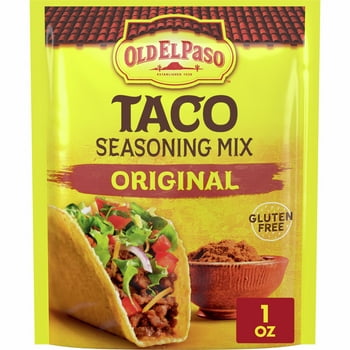 OLD EL PASO
ESTABLISHED 1938
TACO
SEASONING MIX
ORIGINAL
GLUTEN
FREE
1
OZ